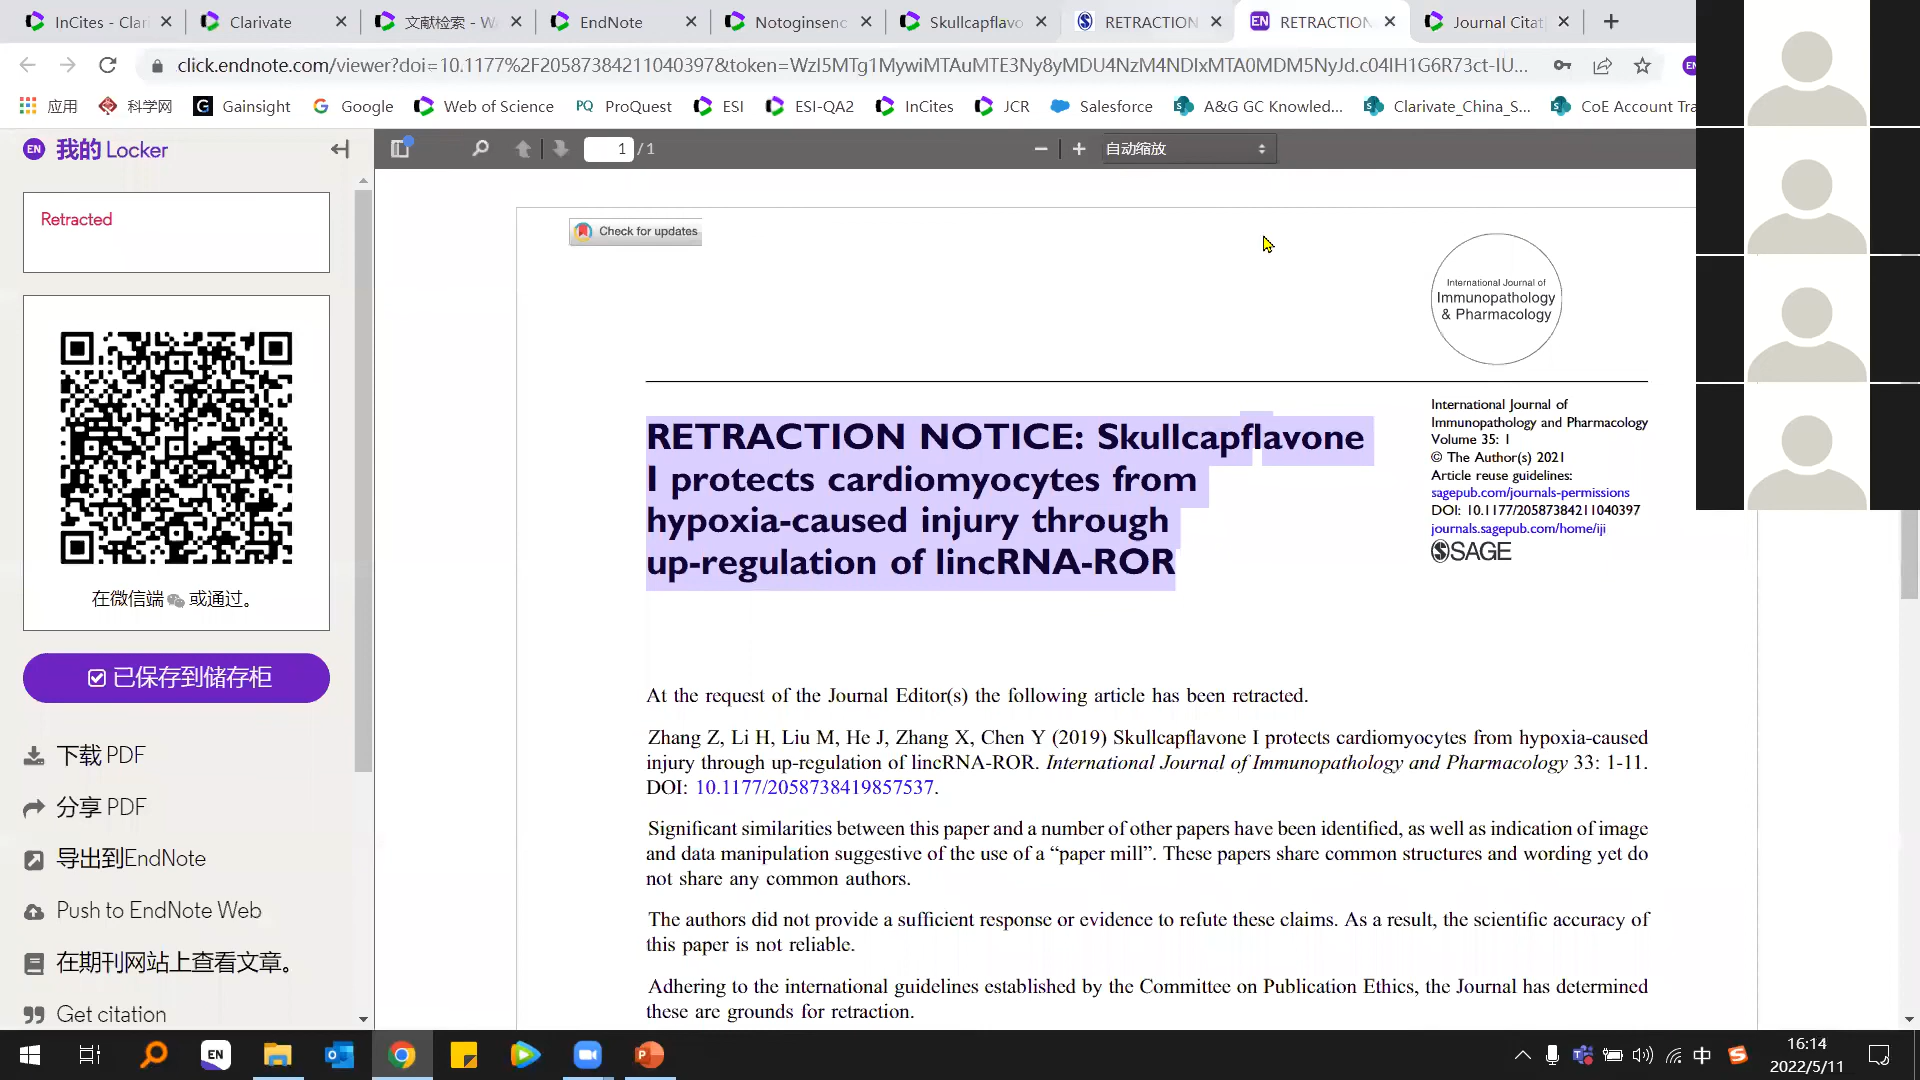 InCites - Clari
Clarivate
文献检索 - W
EndNote
Notoginsenc
Skullcapflavo
RETRACTION
RETRACTION
Journal Citat
click.endnote.com/viewer?doi=10.1177%2F20587384211040397&token=WzI5MTg1MywiMTAuMTE3Ny8yMDU4NzM4NDIxMTA0MDM5NyJd.c04IH1G6R73ct-IU...
应用
科学网
Gainsight
Google
Web of Science
PQ ProQuest
ESI
ESI-QA2
InCites
JCR
Salesforce
A&G GC Knowled...
Clarivate_China_S...
CoE Account Tra
EN 我的 Locker
1 / 1
自动缩放
Retracted
在微信端 或通过。
已保存到储存柜
下载 PDF
分享 PDF
导出到EndNote
Push to EndNote Web
在期刊网站上查看文章。
Get citation
Check for updates
International Journal of
Immunopathology
& Pharmacology
RETRACTION NOTICE: Skullcapflavone
I protects cardiomyocytes from
hypoxia-caused injury through
up-regulation of lincRNA-ROR
International Journal of
Immunopathology and Pharmacology
Volume 35: 1
© The Author(s) 2021
Article reuse guidelines:
sagepub.com/journals-permissions
DOI: 10.1177/20587384211040397
journals.sagepub.com/home/iji
SAGE
At the request of the Journal Editor(s) the following article has been retracted.
Zhang Z, Li H, Liu M, He J, Zhang X, Chen Y (2019) Skullcapflavone I protects cardiomyocytes from hypoxia-caused
injury through up-regulation of lincRNA-ROR. International Journal of Immunopathology and Pharmacology 33: 1-11.
DOI: 10.1177/2058738419857537.
Significant similarities between this paper and a number of other papers have been identified, as well as indication of image
and data manipulation suggestive of the use of a “paper mill”. These papers share common structures and wording yet do
not share any common authors.
The authors did not provide a sufficient response or evidence to refute these claims. As a result, the scientific accuracy of
this paper is not reliable.
Adhering to the international guidelines established by the Committee on Publication Ethics, the Journal has determined
these are grounds for retraction.
EN
中
16:14
2022/5/11